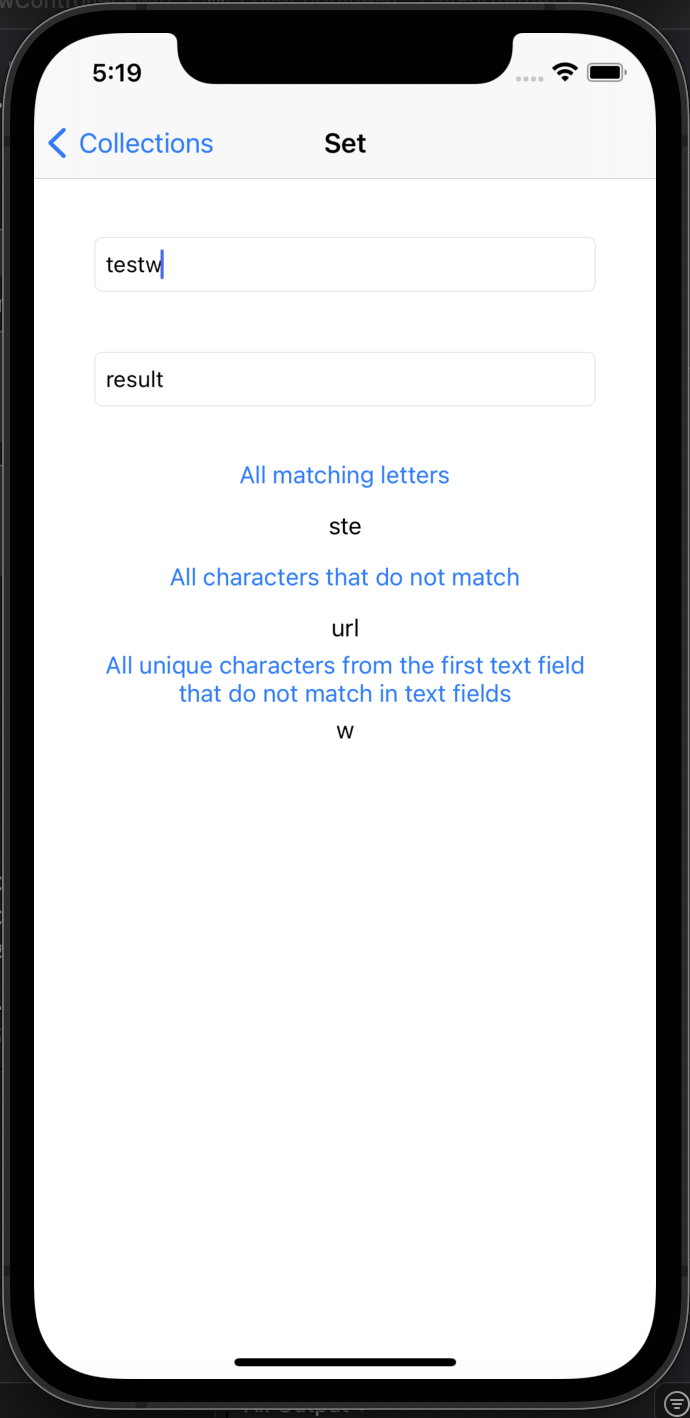 5:19
Collections
Set
testw
result
All matching letters
ste
All characters that do not match
url
All unique characters from the first text field
that do not match in text fields
w